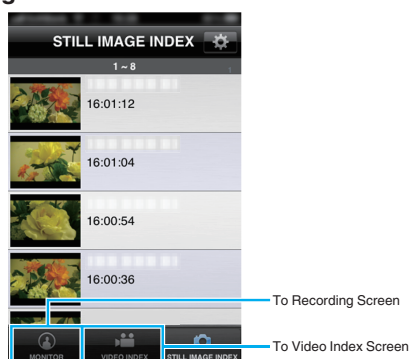 STILL IMAGE INDEX
1 ~ 8
16:01:12
16:01:04
16:00:54
16:00:36
To Recording Screen
MONITOR
VIDEO INDEX
STILL IMAGE INDEX
To Video Index Screen